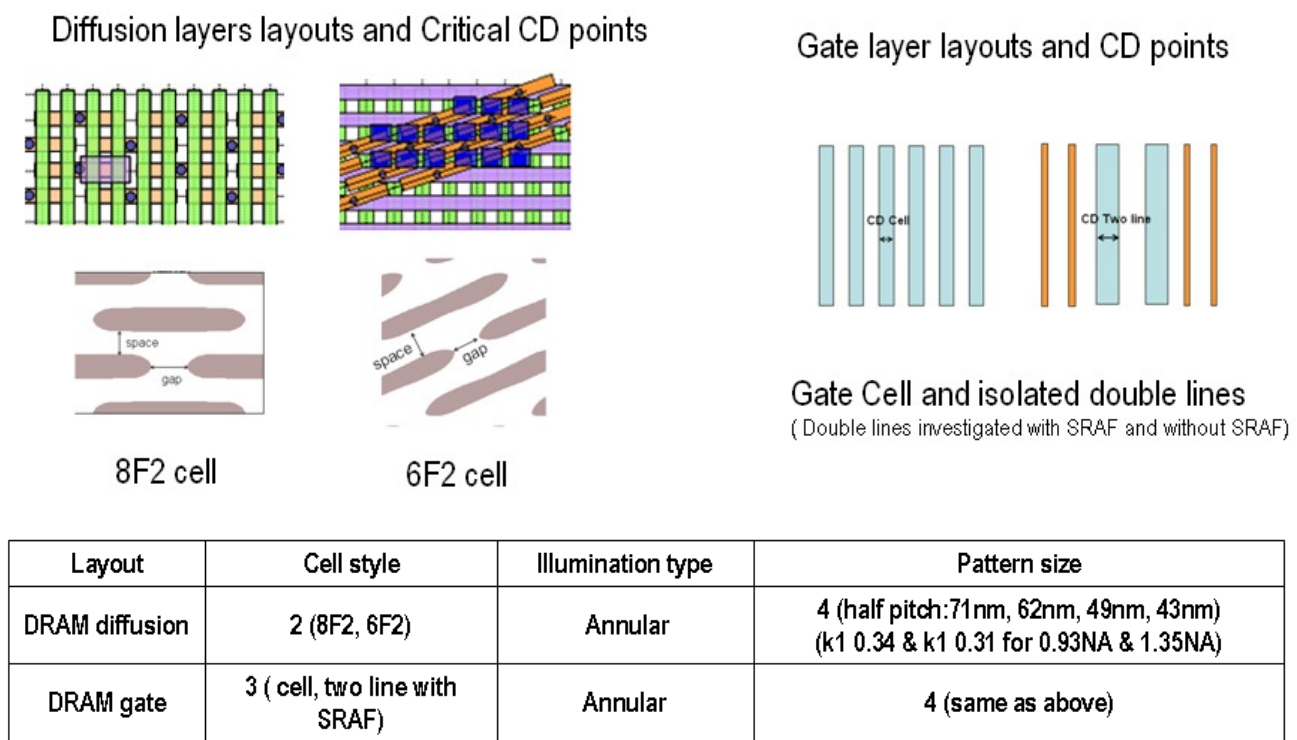 Diffusion layers layouts and Critical CD points
Gate layer layouts and CD points
CD Cell
CD Two line
space
gap
space
gap
8F2 cell
6F2 cell
Gate Cell and isolated double lines
( Double lines investigated with SRAF and without SRAF)
Layout
Cell style
Illumination type
Pattern size
DRAM diffusion
2 (8F2, 6F2)
Annular
4 (half pitch:71nm, 62nm, 49nm, 43nm)
(k1 0.34 & k1 0.31 for 0.93NA & 1.35NA)
DRAM gate
3 ( cell, two line with
SRAF)
Annular
4 (same as above)